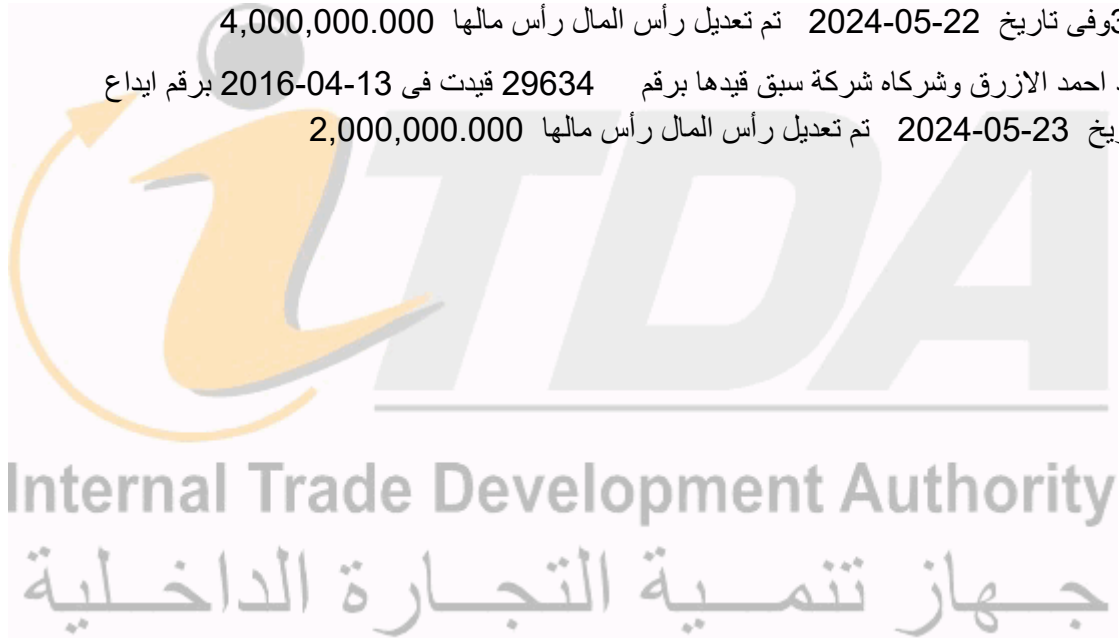 وفى تاريخ 22-05-2024 تم تعديل رأس المال رأس مالها 4,000,000.000
احمد الازرق وشركاه شركة سبق قيدها برقم 29634 قيدت فى 13-04-2016 برقم ايداع
23-05-2024 تم تعديل رأس المال رأس مالها 2,000,000.000
iTDA
Internal Trade Development Authority
جهاز تنمية التجارة الداخلية